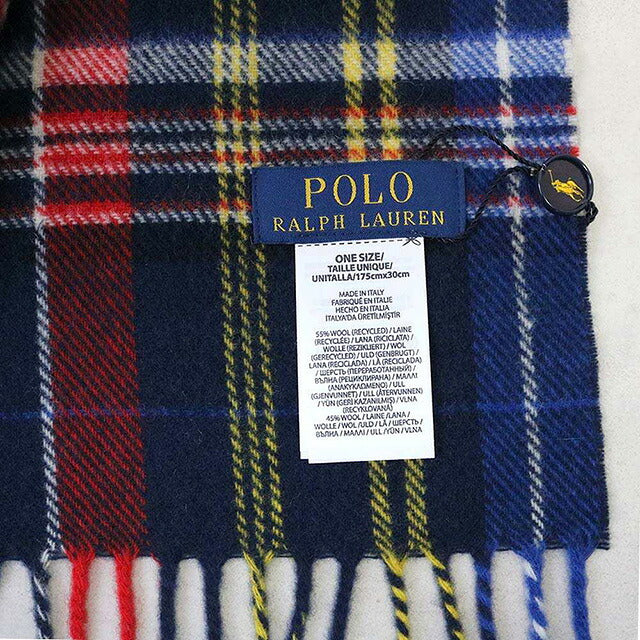 POLO
RALPH LAUREN
ONE SIZE/
TAILLE UNIQUE/
UNITALLA/175cmx30cm
MADE IN ITALY
FABRIQUÉ EN ITALIE
HECHO EN ITALIA
ITALYA'DA ÜRETİLMİŞTİR
55% WOOL (RECYCLED) / LAINE
(RECYCLÉE) / LANA (RICICLATA) /
WOLLE (REZIKLIERT) / WOL
(GERECYCLED) / ULD (GENBRUGT) /
LANA (RECICLADA) / LÃ (RECICLADA)
/ ШЕРСТЬ (ПЕРЕРАБОТАННЫЙ) /
ВЪЛНА (РЕЦИКЛИРАНА) / ΜΑΛΛΙ
(ΑΝΑΚΥΚΛΩΜΕΝΟ) / ULL
(GJENVUNNET) / ULL (ÅTERVUNNEN)
/ YÜN (GERİ KAZANILMIŞ) / VLNA
(RECYKLOVANÁ)
45% WOOL / LAINE /LANA /
WOLLE / WOL /ULD / LÃ / ШЕРСТЬ /
ВЪЛНА / ΜΑΛΛΙ / ULL /YÜN / VLNA